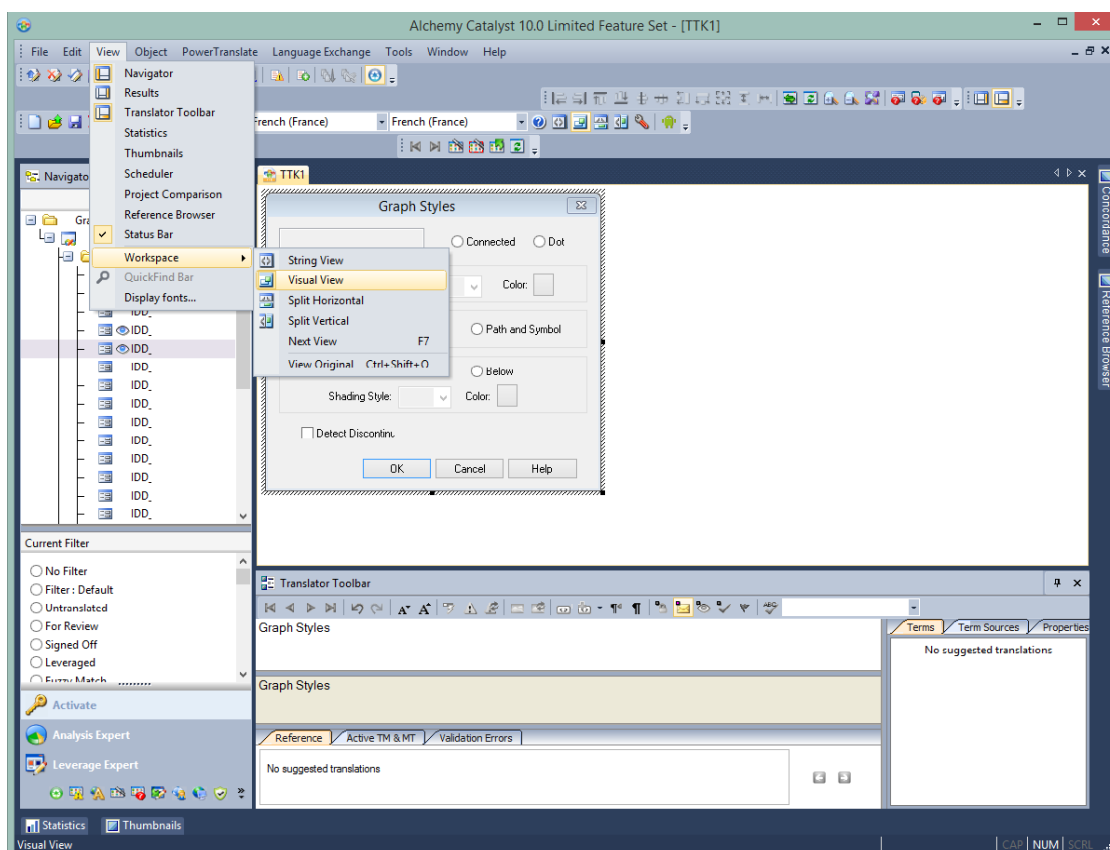 Alchemy Catalyst 10.0 Limited Feature Set - [TTK1]
File Edit View Object PowerTranslate Language Exchange Tools Window Help
Navigator
Results
Translator Toolbar
Statistics
Thumbnails
Scheduler
Project Comparison
Reference Browser
Status Bar
Workspace
QuickFind Bar
Display fonts...
String View
Visual View
Split Horizontal
Split Vertical
Next View F7
View Original Ctrl+Shift+O
French (France) French (France)
Navigato
Gra
IDD_
IDD_
IDD_
IDD_
IDD_
IDD_
IDD_
IDD_
IDD_
IDD_
IDD_
IDD_
TTK1
Graph Styles
Connected Dot
Color:
Path and Symbol
Below
Shading Style: Color:
Detect Discontinu
OK Cancel Help
Concordance
Reference Browser
Current Filter
No Filter
Filter : Default
Untranslated
For Review
Signed Off
Leveraged
Fuzzy Match
Activate
Analysis Expert
Leverage Expert
Translator Toolbar
Graph Styles
Graph Styles
Reference Active TM & MT Validation Errors
No suggested translations
Terms Term Sources Properties
No suggested translations
Statistics Thumbnails
Visual View CAP NUM SCRL